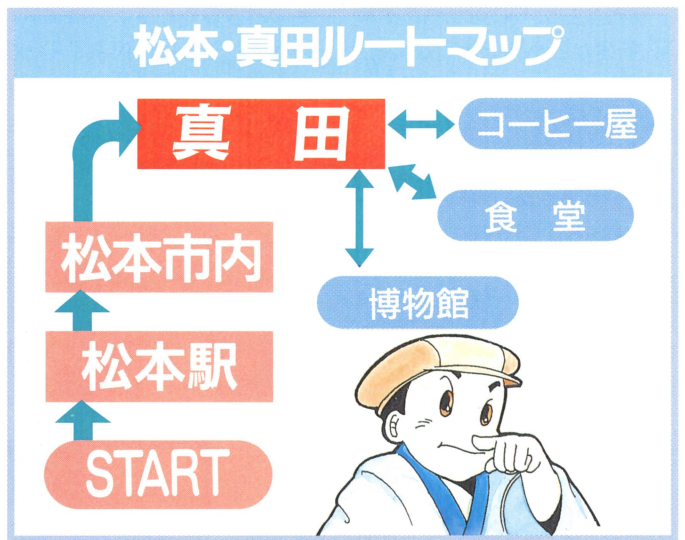 松本・真田ルートマップ
真田
コーヒー屋
食堂
博物館
松本市内
松本駅
START